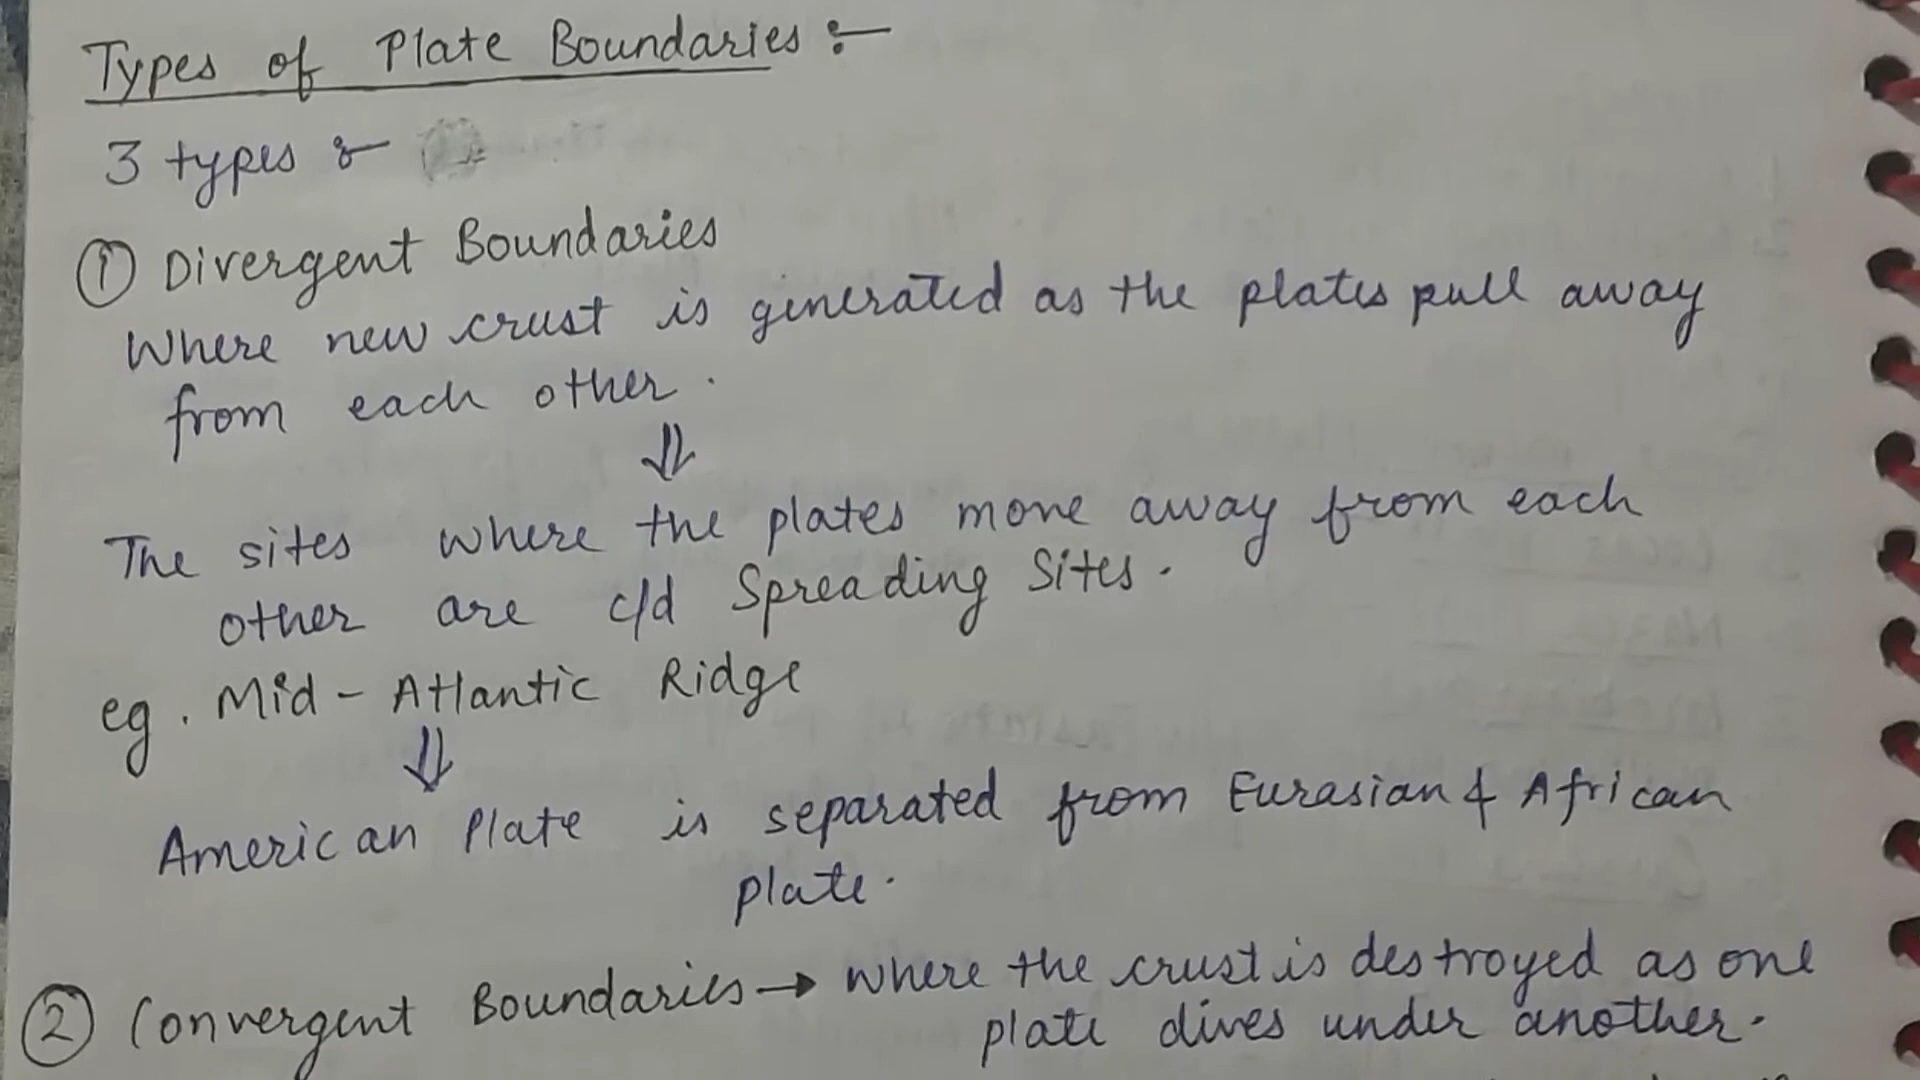 Types of Plate Boundaries :-
3 types :-
① Divergent Boundaries
Where new crust is generated as the plates pull away
from each other.
⇓
The sites where the plates move away from each
other are c/d Spreading Sites.
eg. Mid-Atlantic Ridge
⇓
American Plate is separated from Eurasian & African
plate.
② Convergent Boundaries → where the crust is destroyed as one
plate dives under another.